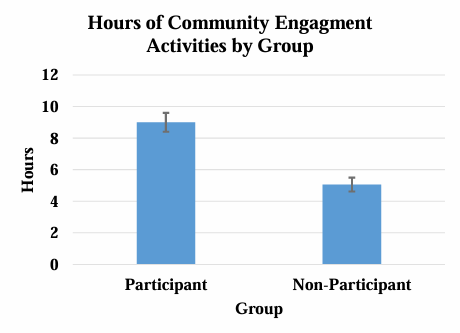 Hours of Community Engagment
Activities by Group
12
10
8
6
4
2
0
Hours
Participant
Non-Participant
Group